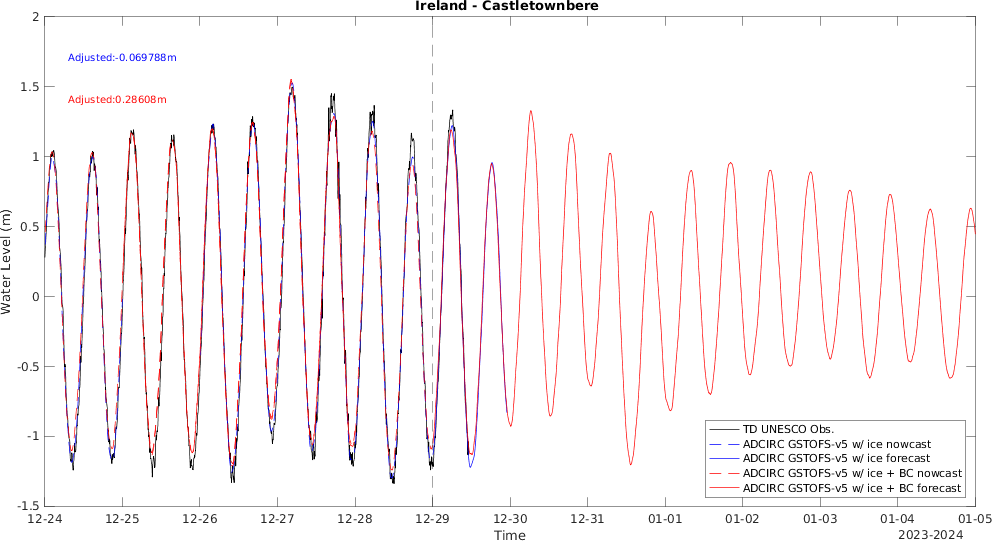 Ireland - Castletownbere
Adjusted:-0.069788m
Adjusted:0.28608m
Water Level (m)
2
1.5
1
0.5
0
-0.5
-1
-1.5
12-24 12-25 12-26 12-27 12-28 12-29 12-30 12-31 01-01 01-02 01-03 01-04 01-05
Time
2023-2024
TD UNESCO Obs.
ADCIRC GSTOFS-v5 w/ ice nowcast
ADCIRC GSTOFS-v5 w/ ice forecast
ADCIRC GSTOFS-v5 w/ ice + BC nowcast
ADCIRC GSTOFS-v5 w/ ice + BC forecast